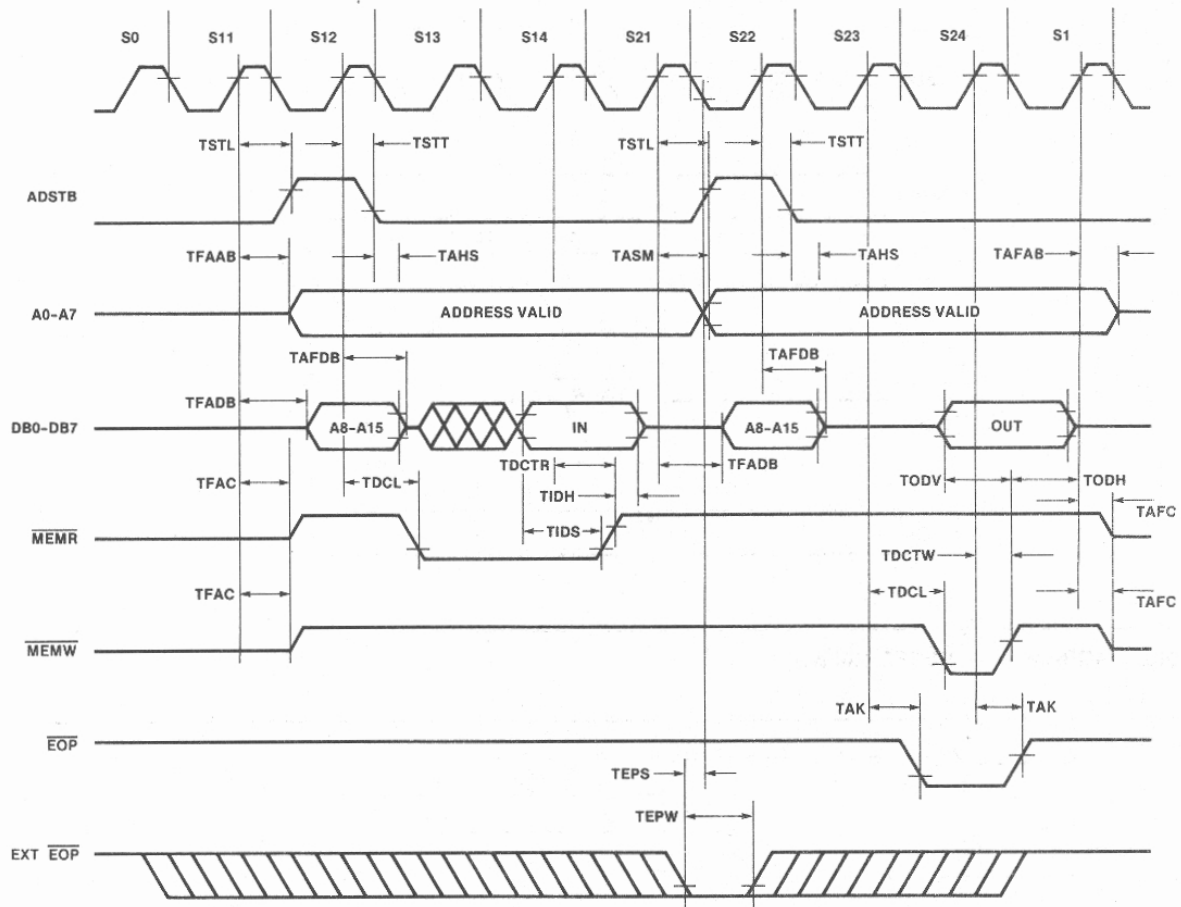 S0 S11 S12 S13 S14 S21 S22 S23 S24 S1
TSTL TSTT TSTL TSTT
ADSTB
TFAAB TAHS TASM TAHS TAFAB
A0-A7 ADDRESS VALID ADDRESS VALID
TAFDB TAFDB
TFADB
DB0-DB7 A8-A15 IN A8-A15 OUT
TDCTR TFADB
TFAC TDCL TODV TODH
TIDH
TAFC
MEMR TIDS
TDCTW
TFAC TDCL
TAFC
MEMW
TAK TAK
EOP
TEPS
TEPW
EXT EOP